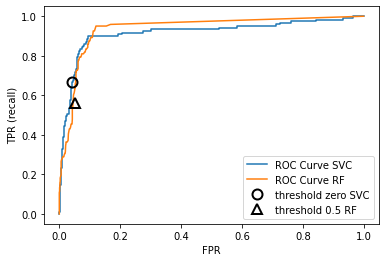 1.0
0.8
0.6
0.4
0.2
0.0
TPR (recall)
ROC Curve SVC
ROC Curve RF
threshold zero SVC
threshold 0.5 RF
0.0 0.2 0.4 0.6 0.8 1.0
FPR